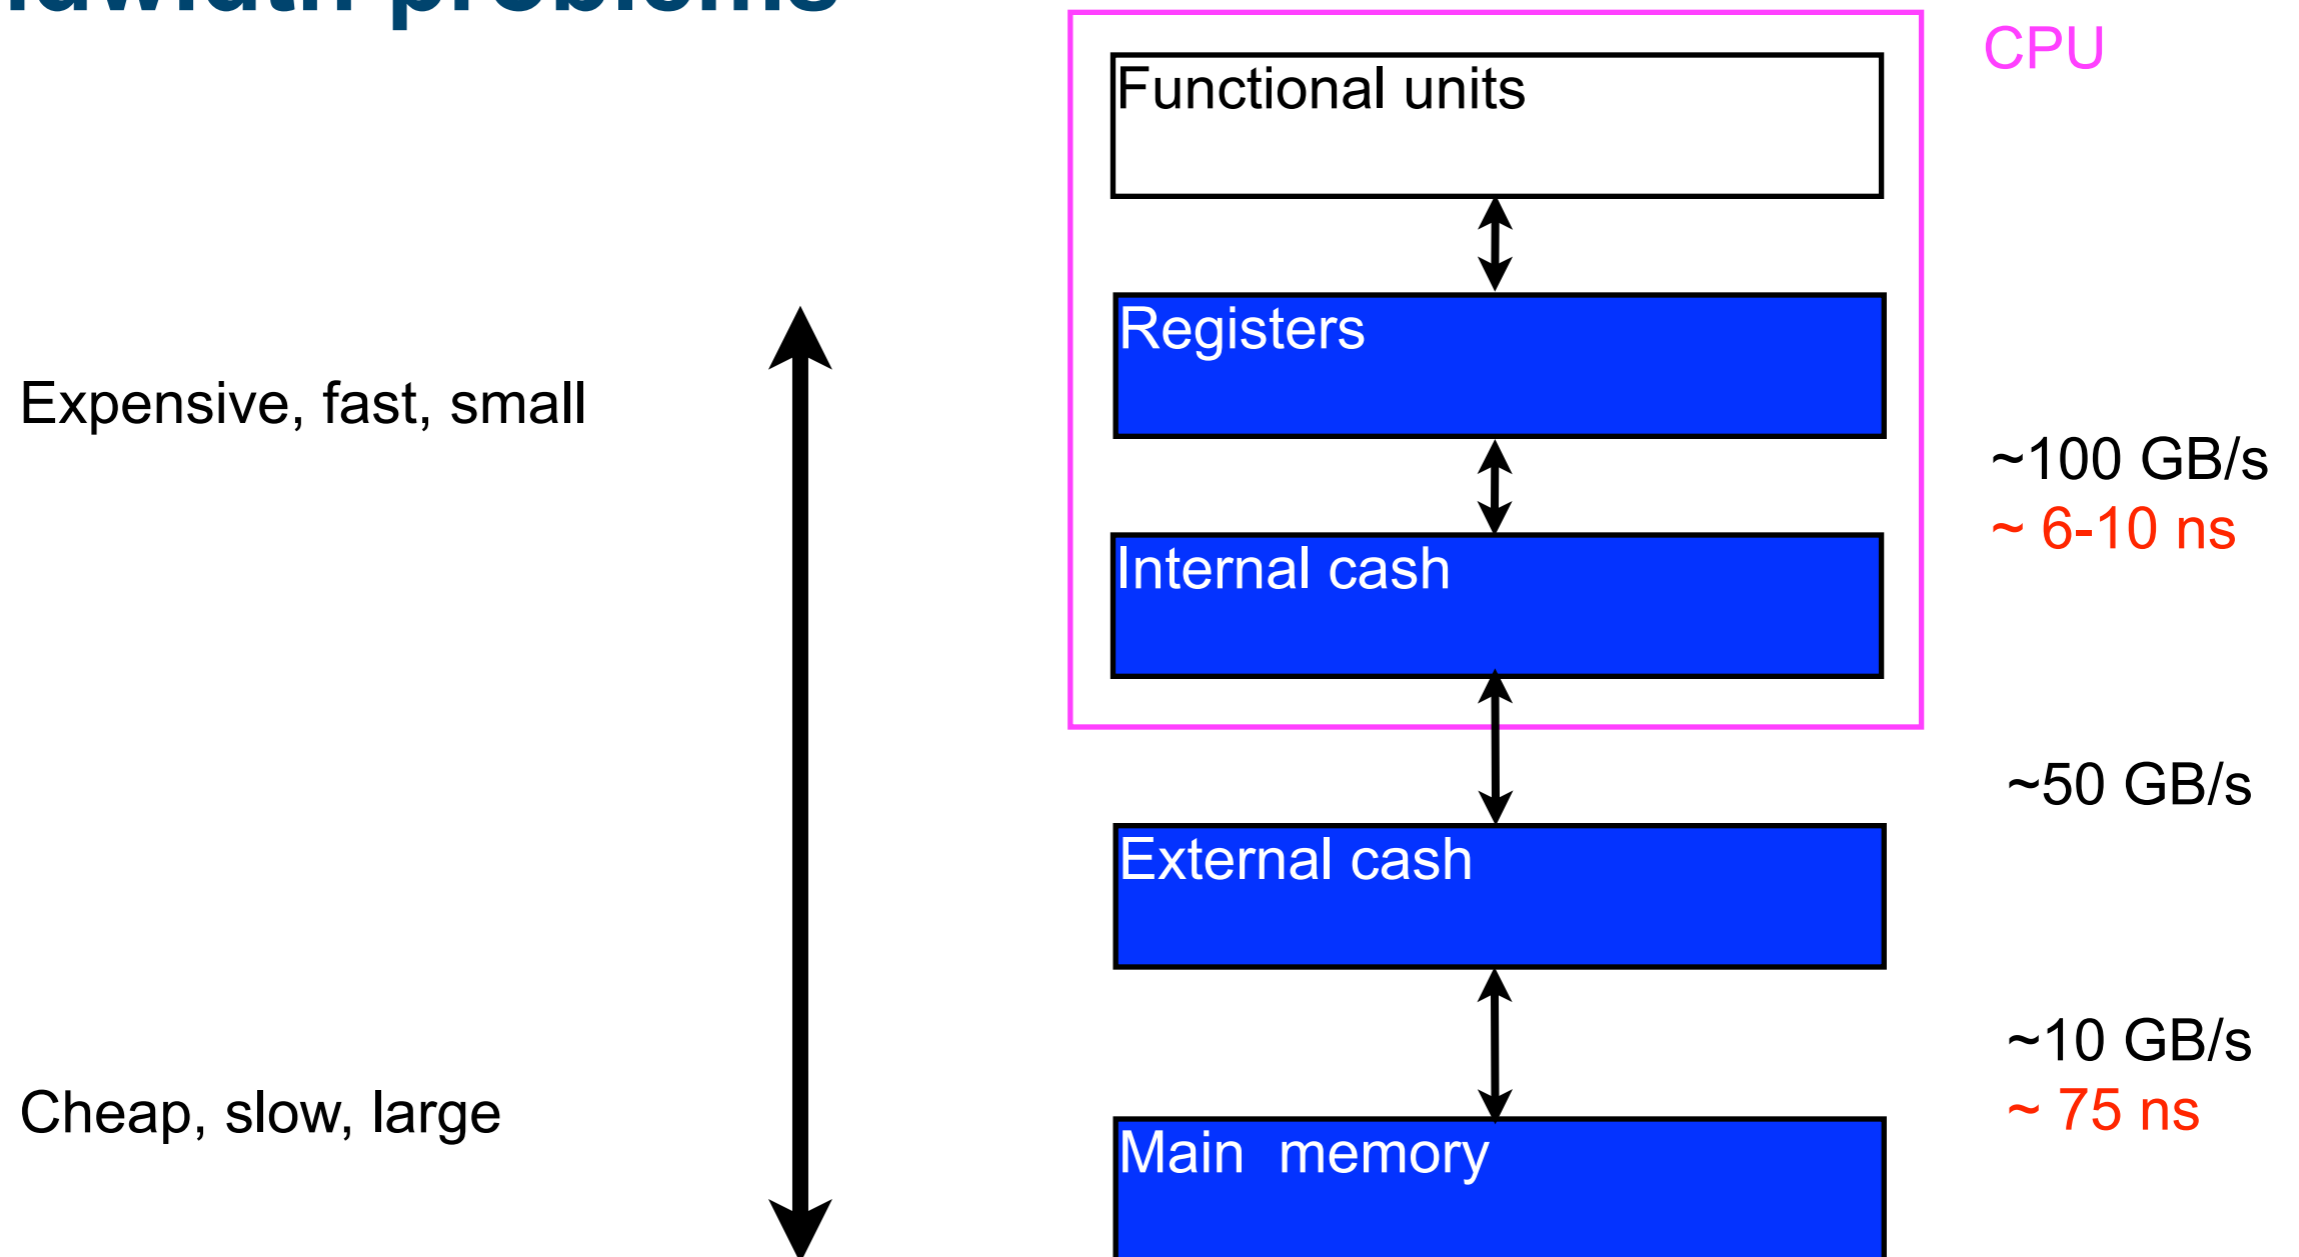 problems
CPU
Functional units
Registers
Expensive, fast, small
~100 GB/s
~ 6-10 ns
Internal cash
~50 GB/s
External cash
~10 GB/s
~ 75 ns
Cheap, slow, large
Main memory